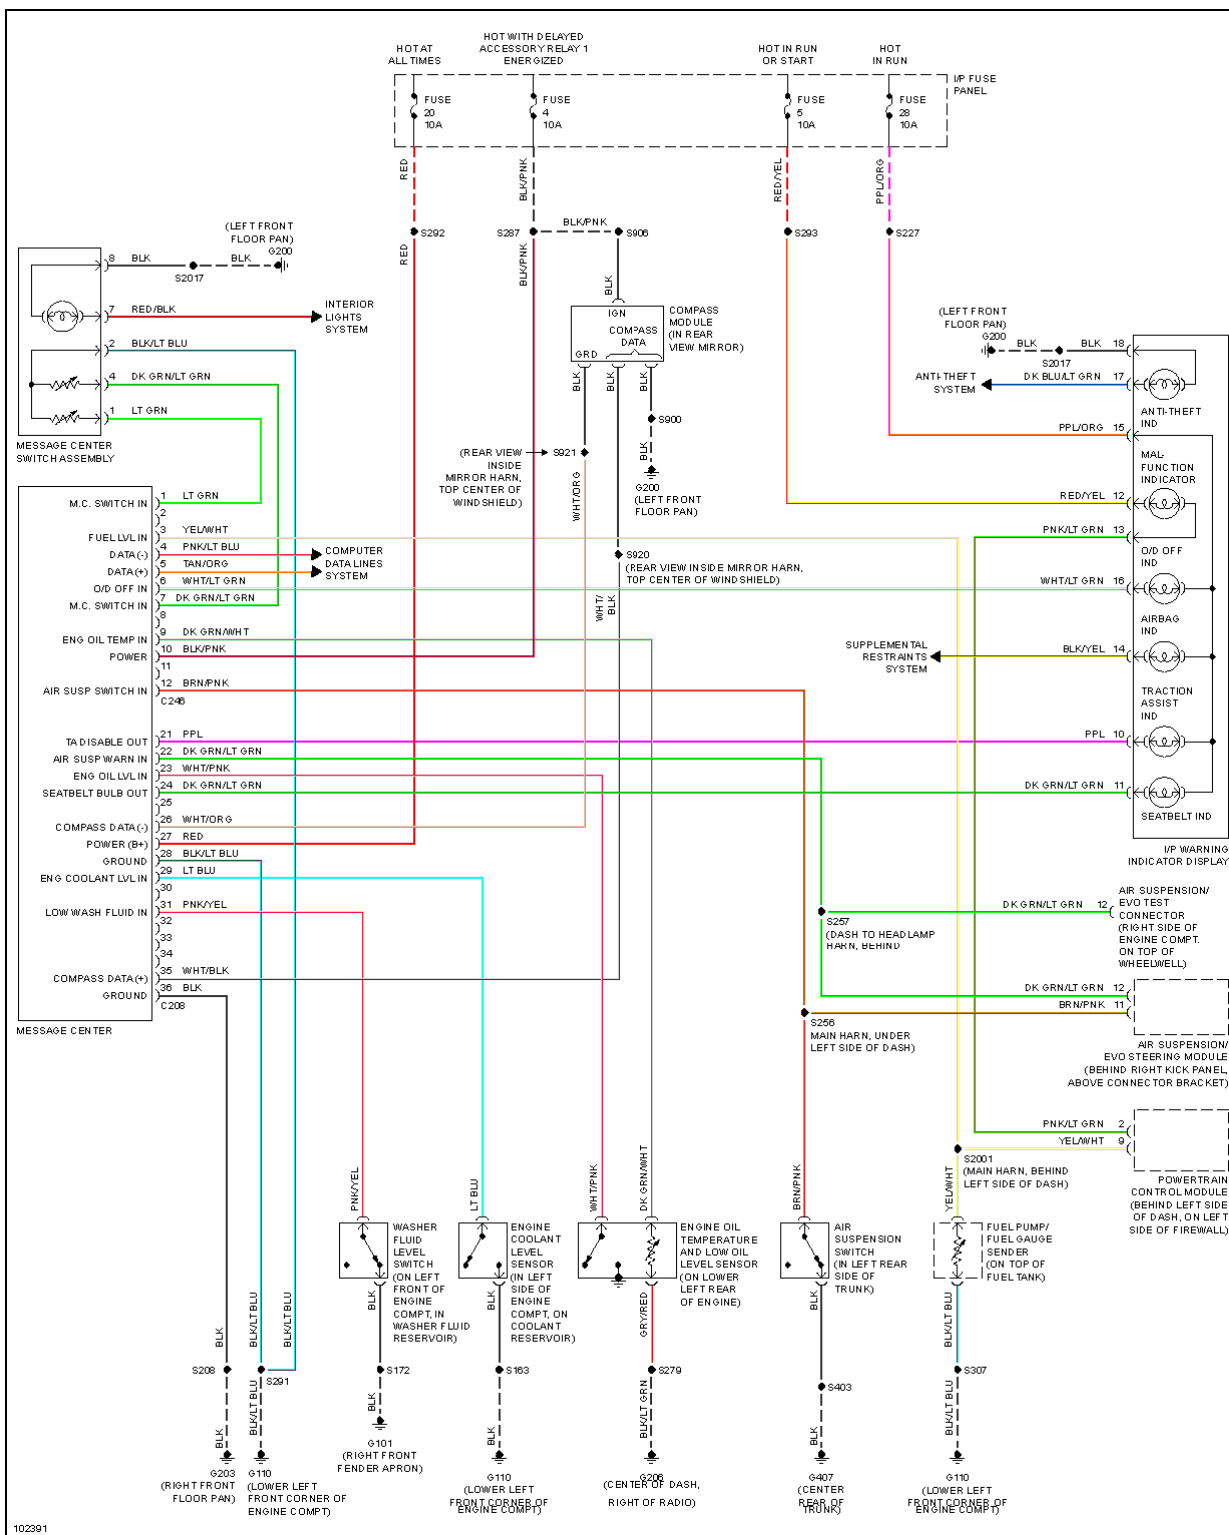 HOT AT
ALL TIMES
HOT WITH DELAYED
ACCESSORY RELAY 1
ENERGIZED
HOT IN RUN
OR START
HOT
IN RUN
I/P FUSE
PANEL
FUSE
20
10A
FUSE
4
10A
FUSE
5
10A
FUSE
28
10A
RED
BLK/PNK
RED/YEL
PPL/ORG
S292
S287
BLK/PNK
S906
S293
S227
RED
BLK/PNK
BLK
(LEFT FRONT
FLOOR PAN)
G200
8
BLK
S2017
BLK
7
RED/BLK
INTERIOR
LIGHTS
SYSTEM
2
BLK/LT BLU
4
DK GRN/LT GRN
1
LT GRN
MESSAGE CENTER
SWITCH ASSEMBLY
IGN
COMPASS
DATA
GRD
COMPASS
MODULE
(IN REAR
VIEW MIRROR)
BLK
BLK
BLK
S900
BLK
G200
(LEFT FRONT
FLOOR PAN)
(REAR VIEW
INSIDE
MIRROR HARN,
TOP CENTER OF
WINDSHIELD)
S921
WHT/ORG
S920
(REAR VIEW INSIDE MIRROR HARN,
TOP CENTER OF WINDSHIELD)
WHT/
BLK
(LEFT FRONT
FLOOR PAN)
G200
BLK
S2017
BLK
18
ANTI-THEFT
SYSTEM
DK BLU/LT GRN
17
ANTI-THEFT
IND
PPL/ORG
15
MAL-
FUNCTION
INDICATOR
RED/YEL
12
PNK/LT GRN
13
O/D OFF
IND
WHT/LT GRN
16
AIRBAG
IND
SUPPLEMENTAL
RESTRAINTS
SYSTEM
BLK/YEL
14
TRACTION
ASSIST
IND
PPL
10
DK GRN/LT GRN
11
SEATBELT IND
I/P WARNING
INDICATOR DISPLAY
M.C. SWITCH IN
1
LT GRN
2
FUEL LVL IN
3
YEL/WHT
DATA(-)
4
PNK/LT BLU
COMPUTER
DATA LINES
SYSTEM
DATA(+)
5
TAN/ORG
O/D OFF IN
6
WHT/LT GRN
M.C. SWITCH IN
7
DK GRN/LT GRN
8
ENG OIL TEMP IN
9
DK GRN/WHT
POWER
10
BLK/PNK
11
AIR SUSP SWITCH IN
12
BRN/PNK
C246
TA DISABLE OUT
21
PPL
AIR SUSP WARN IN
22
DK GRN/LT GRN
ENG OIL LVL IN
23
WHT/PNK
SEATBELT BULB OUT
24
DK GRN/LT GRN
25
COMPASS DATA(-)
26
WHT/ORG
POWER (B+)
27
RED
GROUND
28
BLK/LT BLU
ENG COOLANT LVL IN
29
LT BLU
30
LOW WASH FLUID IN
31
PNK/YEL
32
33
34
COMPASS DATA(+)
35
WHT/BLK
GROUND
36
BLK
C208
MESSAGE CENTER
S257
(DASH TO HEADLAMP
HARN, BEHIND
DK GRN/LT GRN
12
AIR SUSPENSION/
EVO TEST
CONNECTOR
(RIGHT SIDE OF
ENGINE COMPT.
ON TOP OF
WHEELWELL)
DK GRN/LT GRN
12
BRN/PNK
11
S256
MAIN HARN, UNDER
LEFT SIDE OF DASH)
AIR SUSPENSION/
EVO STEERING MODULE
(BEHIND RIGHT KICK PANEL,
ABOVE CONNECTOR BRACKET)
PNK/LT GRN
2
YEL/WHT
9
S2001
(MAIN HARN, BEHIND
LEFT SIDE OF DASH)
POWERTRAIN
CONTROL MODULE
(BEHIND LEFT SIDE
OF DASH, ON LEFT
SIDE OF FIREWALL)
PNK/YEL
LT BLU
WHT/PNK
DK GRN/WHT
BRN/PNK
YEL/WHT
WASHER
FLUID
LEVEL
SWITCH
(ON LEFT
FRONT OF
ENGINE
COMPT, IN
WASHER FLUID
RESERVOIR)
ENGINE
COOLANT
LEVEL
SENSOR
(IN LEFT
SIDE OF
ENGINE
COMPT, ON
COOLANT
RESERVOIR)
ENGINE OIL
TEMPERATURE
AND LOW OIL
LEVEL SENSOR
(ON LOWER
LEFT REAR
OF ENGINE)
AIR
SUSPENSION
SWITCH
(IN LEFT REAR
SIDE OF
TRUNK)
FUEL PUMP/
FUEL GAUGE
SENDER
(ON TOP OF
FUEL TANK)
BLK
BLK/LT BLU
BLK/LT BLU
BLK
BLK
GRY/RED
BLK
BLK/LT BLU
S208
S291
S172
S163
S279
S403
S307
BLK
BLK/LT BLU
BLK
BLK
BLK/LT GRN
BLK
BLK/LT BLU
G203
(RIGHT FRONT
FLOOR PAN)
G110
(LOWER LEFT
FRONT CORNER OF
ENGINE COMPT)
G101
(RIGHT FRONT
FENDER APRON)
G110
(LOWER LEFT
FRONT CORNER OF
ENGINE COMPT)
G206
(CENTER OF DASH,
RIGHT OF RADIO)
G407
(CENTER
REAR OF
TRUNK)
G110
(LOWER LEFT
FRONT CORNER OF
ENGINE COMPT)
102391